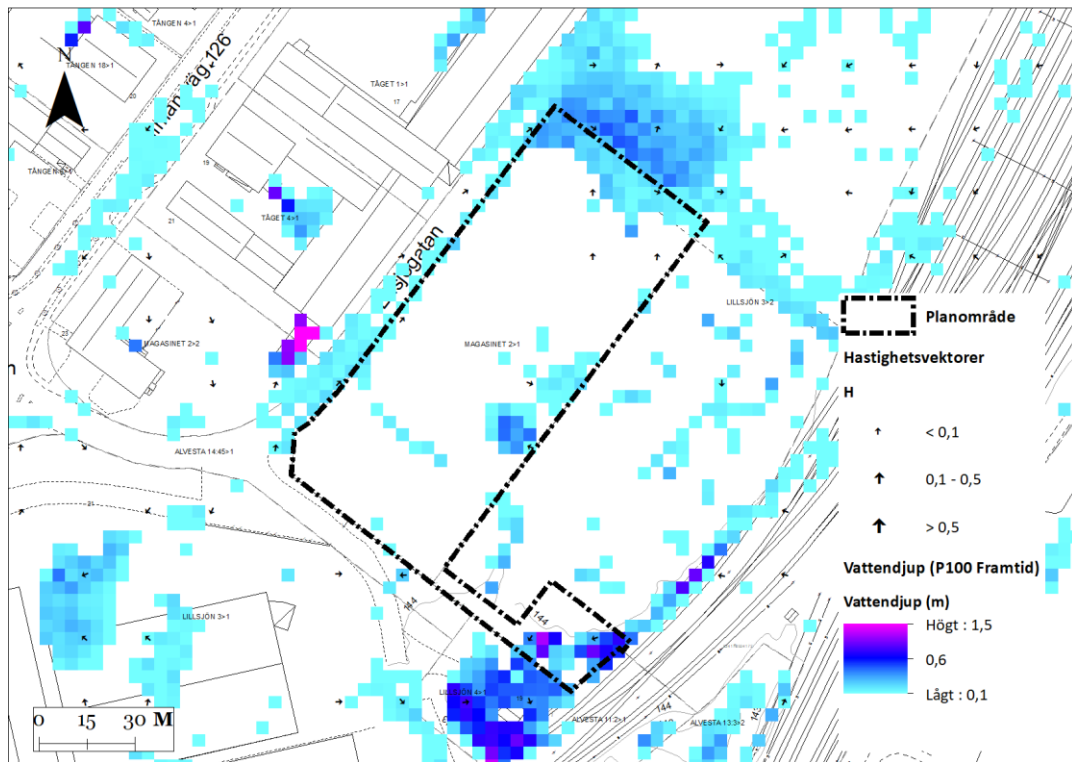 TÅNGEN 4>1
N
TÅNGEN 18>1
20
126
TÅGET 1>1
17
19
TÅGET 4>1
21
MAGASINET 2>2
23
MAGASINET 2>1
LILLSJÖN 3>2
ALVESTA 14:45>1
21
LILLSJÖN 3>1
144
144
LILLSJÖN 4>1
ALVESTA 11:2>1
144
ALVESTA 13:3>2
0 15 30 M
Planområde
Hastighetsvektorer
H
< 0,1
0,1 - 0,5
> 0,5
Vattendjup (P100 Framtid)
Vattendjup (m)
Högt : 1,5
0,6
Lågt : 0,1